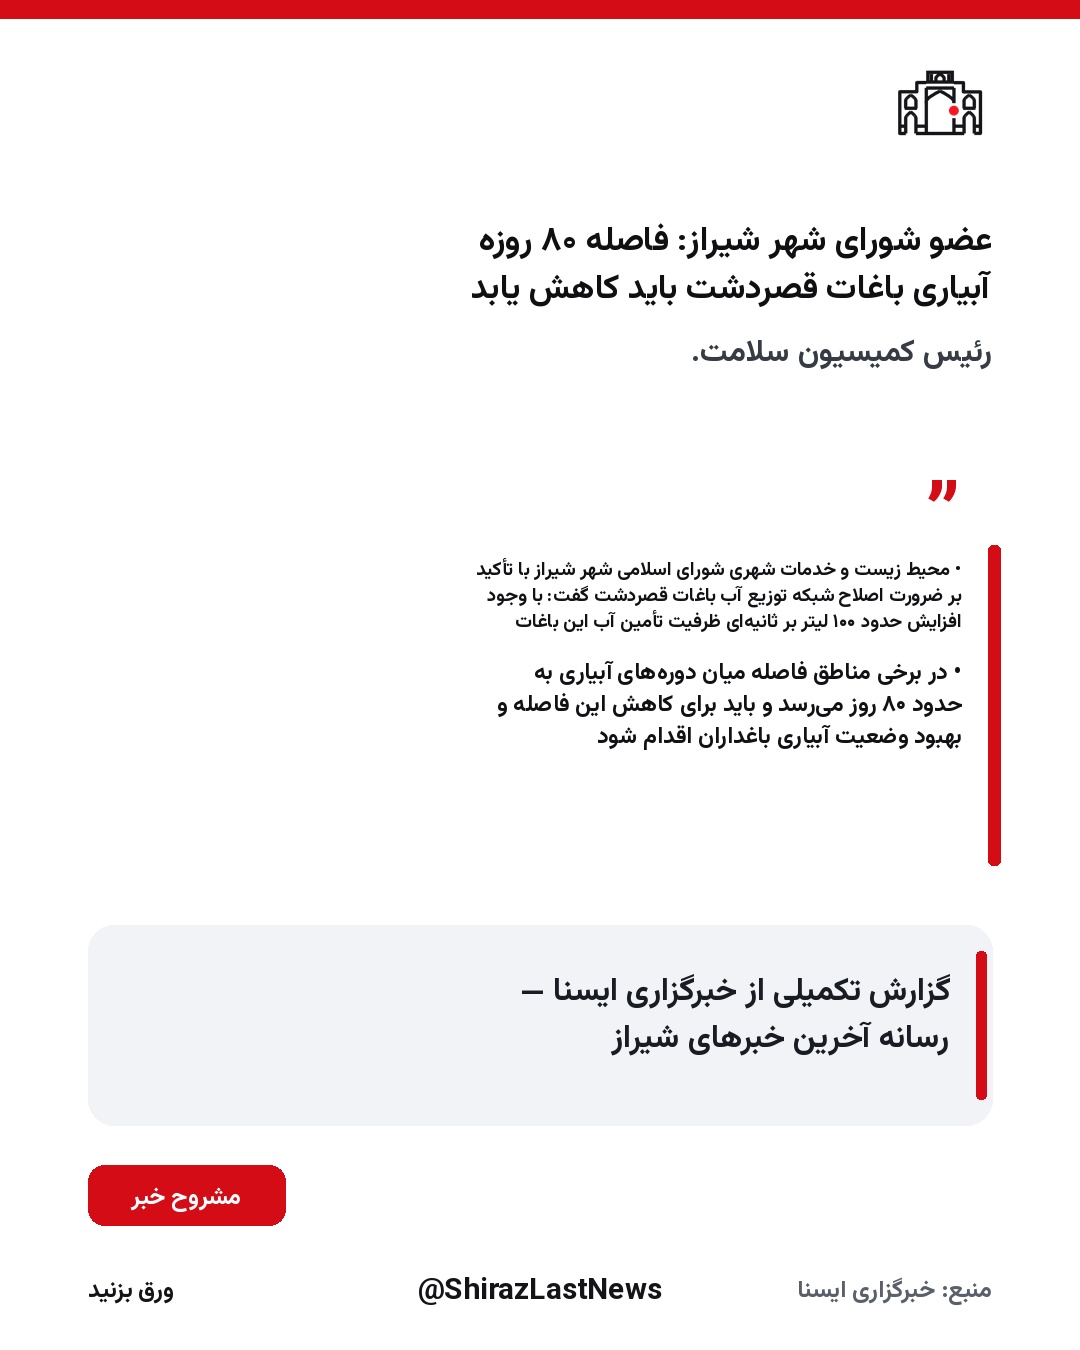 عضو شورای شهر شیراز: فاصله ۸۰ روزه
آبیاری باغات قصردشت باید کاهش یابد
رئیس کمیسیون سلامت.
”
• محیط زیست و خدمات شهری شورای اسلامی شهر شیراز با تأکید
بر ضرورت اصلاح شبکه توزیع آب باغات قصردشت گفت: با وجود
افزایش حدود ۱۰۰ لیتر بر ثانیه‌ای ظرفیت تأمین آب این باغات
• در برخی مناطق فاصله میان دوره‌های آبیاری به
حدود ۸۰ روز می‌رسد و باید برای کاهش این فاصله و
بهبود وضعیت آبیاری باغداران اقدام شود
گزارش تکمیلی از خبرگزاری ایسنا –
رسانه آخرین خبرهای شیراز
مشروح خبر
منبع: خبرگزاری ایسنا
@ShirazLastNews
ورق بزنید